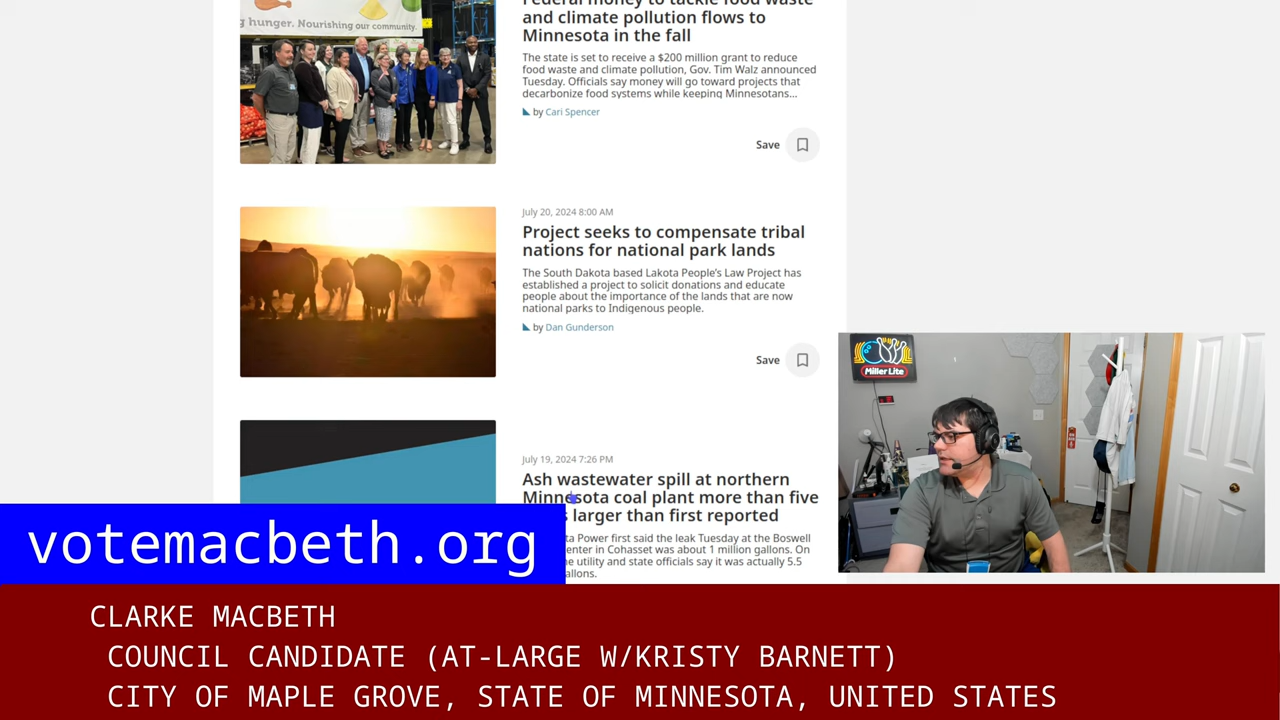 g hunger. Nourishing our community.
Federal money to tackle food waste
and climate pollution flows to
Minnesota in the fall
The state is set to receive a $200 million grant to reduce
food waste and climate pollution, Gov. Tim Walz announced
Tuesday. Officials say money will go toward projects that
decarbonize food systems while keeping Minnesotans...
by Cari Spencer
Save
July 20, 2024 8:00 AM
Project seeks to compensate tribal
nations for national park lands
The South Dakota based Lakota People's Law Project has
established a project to solicit donations and educate
people about the importance of the lands that are now
national parks to Indigenous people.
by Dan Gunderson
Save
July 19, 2024 7:26 PM
Ash wastewater spill at northern
Minnesota coal plant more than five
larger than first reported
ta Power first said the leak Tuesday at the Boswell
enter in Cohasset was about 1 million gallons. On
e utility and state officials say it was actually 5.5
allons.
Miller Lite
votemacbeth.org
CLARKE MACBETH
COUNCIL CANDIDATE (AT-LARGE W/KRISTY BARNETT)
CITY OF MAPLE GROVE, STATE OF MINNESOTA, UNITED STATES